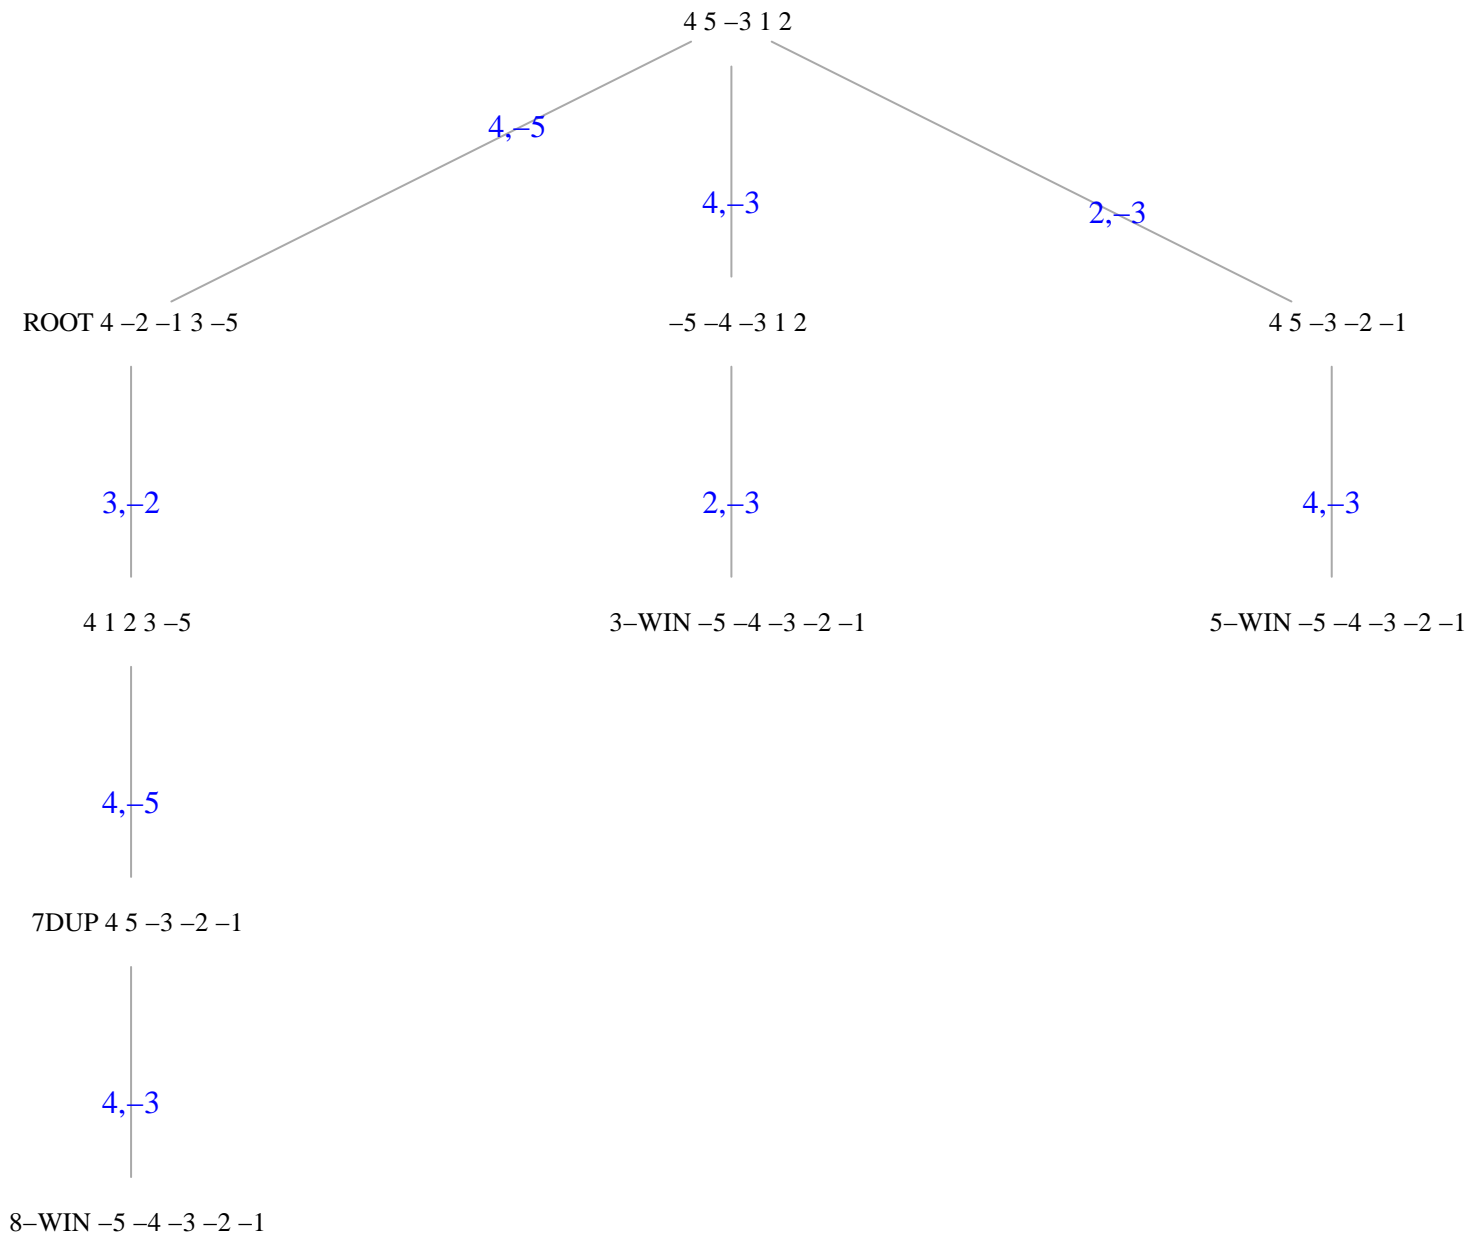 4 5 –3 1 2
4,–5
4,–3
2,–3
ROOT 4 –2 –1 3 –5
–5 –4 –3 1 2
4 5 –3 –2 –1
3,–2
2,–3
4,–3
4 1 2 3 –5
3–WIN –5 –4 –3 –2 –1
5–WIN –5 –4 –3 –2 –1
4,–5
7DUP 4 5 –3 –2 –1
4,–3
8–WIN –5 –4 –3 –2 –1